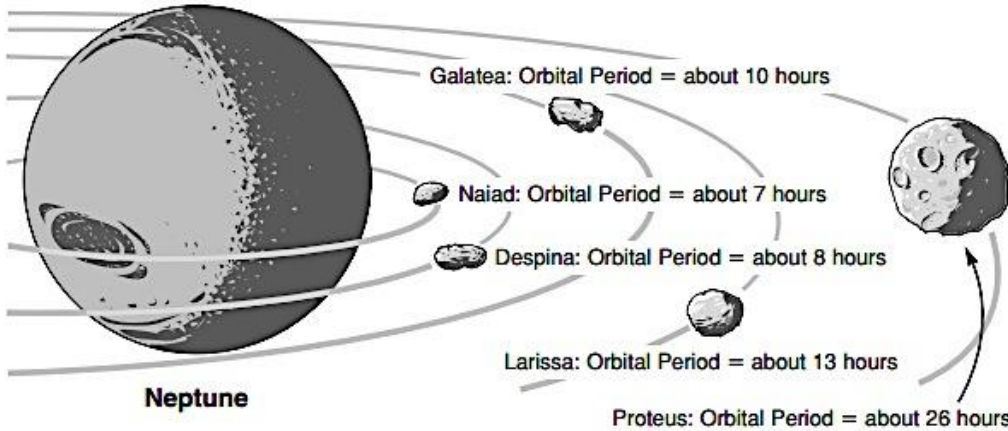 Galatea: Orbital Period = about 10 hours
Naiad: Orbital Period = about 7 hours
Despina: Orbital Period = about 8 hours
Larissa: Orbital Period = about 13 hours
Neptune
Proteus: Orbital Period = about 26 hours